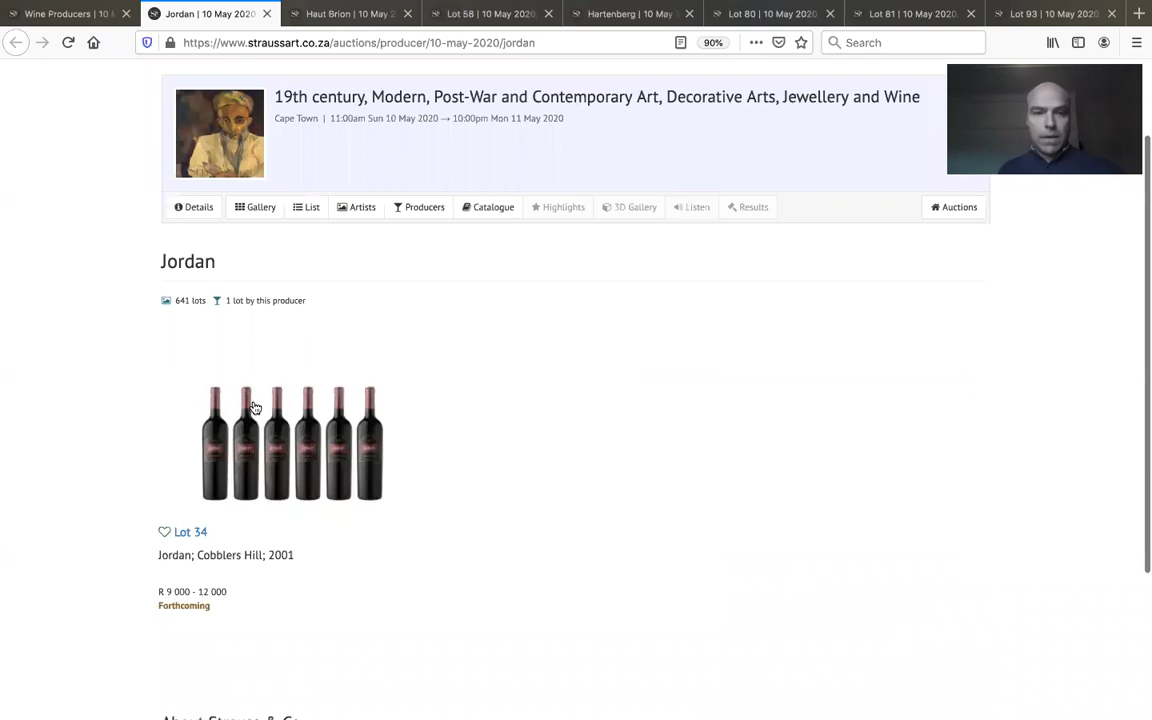 Wine Producers | 10 M
Jordan | 10 May 2020
Haut Brion | 10 May 2
Lot 58 | 10 May 2020
Hartenberg | 10 May
Lot 80 | 10 May 2020
Lot 81 | 10 May 2020
Lot 93 | 10 May 2020
https://www.straussart.co.za/auctions/producer/10-may-2020/jordan
90%
Search
19th century, Modern, Post-War and Contemporary Art, Decorative Arts, Jewellery and Wine
Cape Town | 11:00am Sun 10 May 2020 → 10:00pm Mon 11 May 2020
Details
Gallery
List
Artists
Producers
Catalogue
Highlights
3D Gallery
Listen
Results
Auctions
Jordan
641 lots 1 lot by this producer
Lot 34
Jordan; Cobblers Hill; 2001
R 9 000 - 12 000
Forthcoming
About Strauss & Co